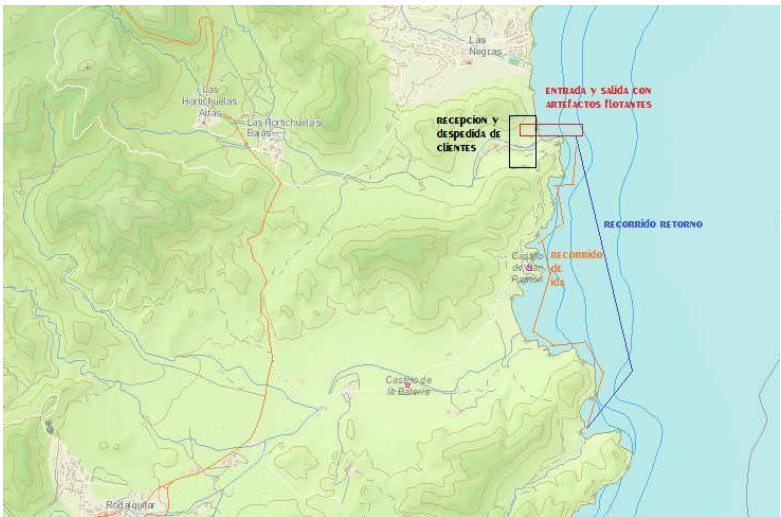 Las
Negras
ENTRADA Y SALIDA CON
ARTEFACTOS FLOTANTES
Las
Hortichuelas
Altas
RECEPCION Y
DESPEDIDA DE
CLIENTES
Las Hortichuelas
Bajas
RECORRIDO RETORNO
Castillo
de San
Ramón
RECORRIDO
DE
IDA
Castillo de
la Batería
Rodalquilar